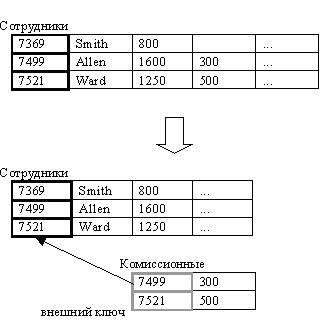 Сотрудники
7369 Smith 800 ...
7499 Allen 1600 300 ...
7521 Ward 1250 500 ...
Сотрудники
7369 Smith 800 ...
7499 Allen 1600 ...
7521 Ward 1250 ...
Комиссионные
7499 300
7521 500
внешний ключ